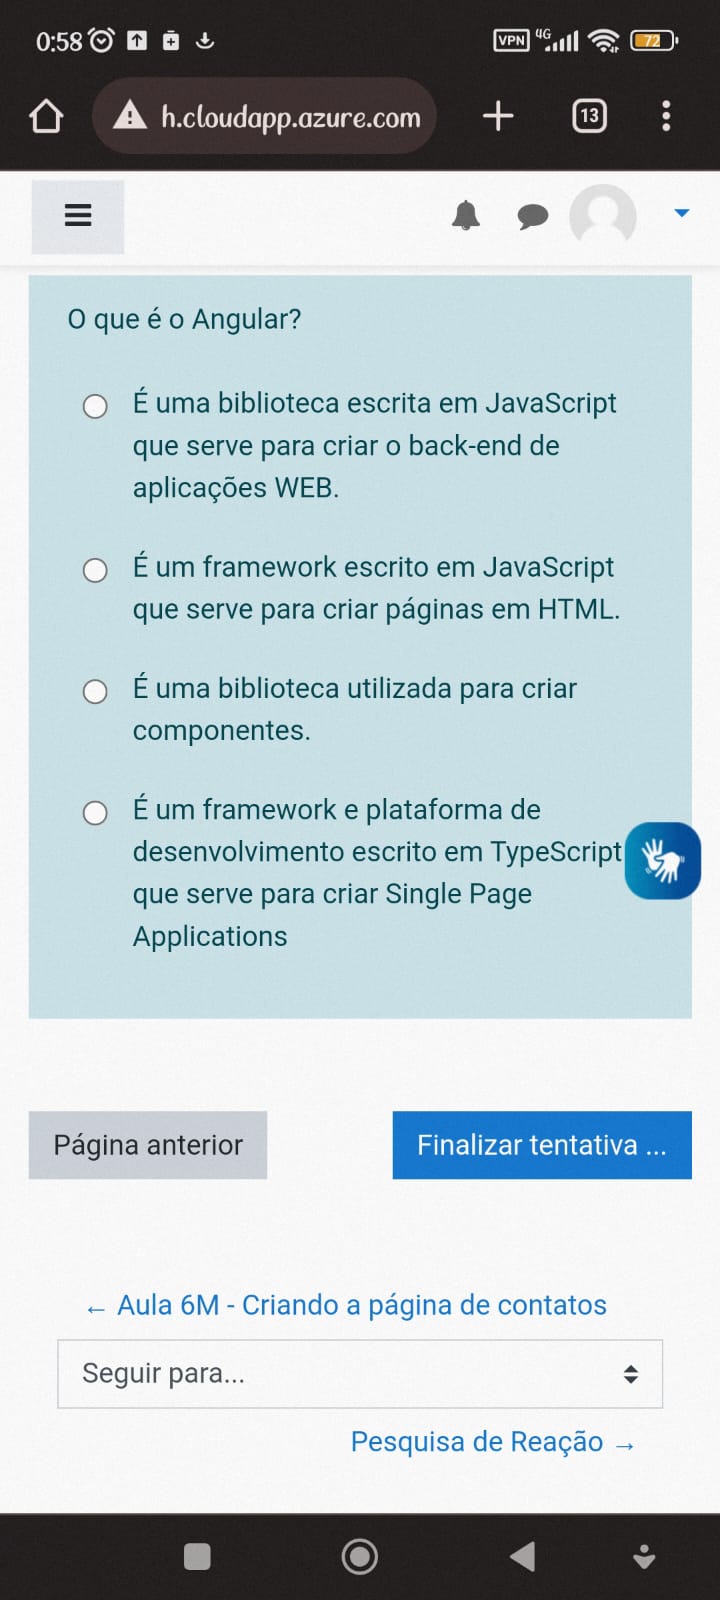 0:58
VPN 4G 72
h.cloudapp.azure.com
13
O que é o Angular?
É uma biblioteca escrita em JavaScript
que serve para criar o back-end de
aplicações WEB.
É um framework escrito em JavaScript
que serve para criar páginas em HTML.
É uma biblioteca utilizada para criar
componentes.
É um framework e plataforma de
desenvolvimento escrito em TypeScript
que serve para criar Single Page
Applications
Página anterior
Finalizar tentativa ...
← Aula 6M - Criando a página de contatos
Seguir para...
Pesquisa de Reação →